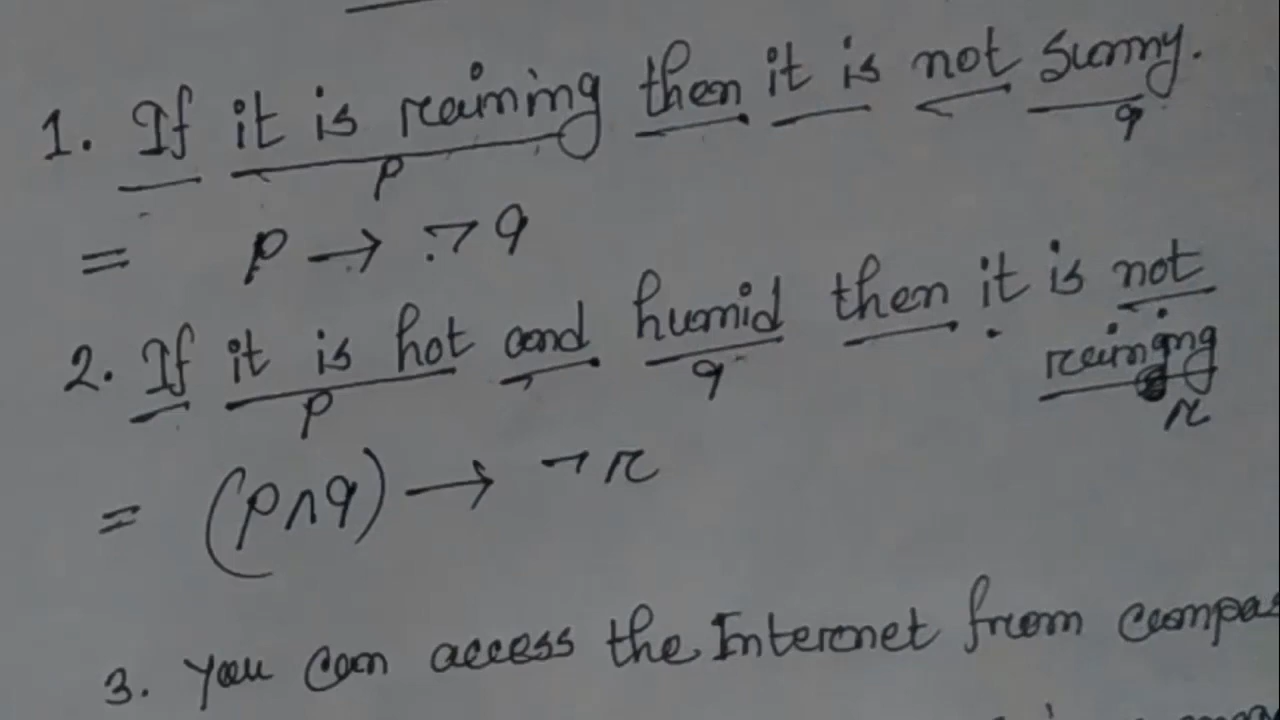 1. If it is raining then it is not sunny.
p q
= p → ¬q
2. If it is hot and humid then it is not
raining
p q r
= (p∧q) → ¬r
3. You can access the Internet from